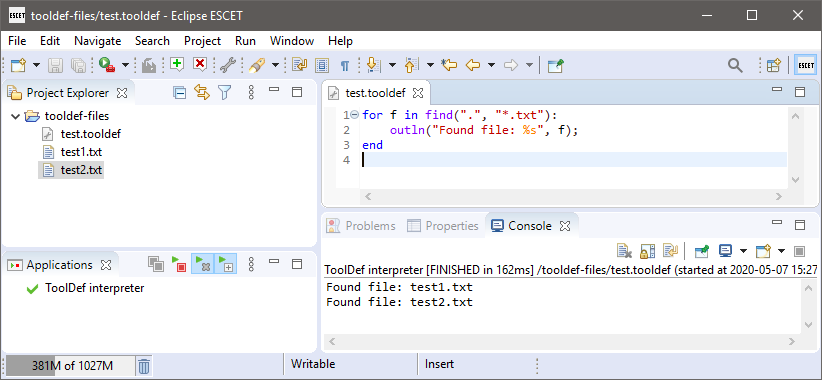 ESCET tooldef-files/test.tooldef - Eclipse ESCET
File Edit Navigate Search Project Run Window Help
ESCET
Project Explorer
tooldef-files
test.tooldef
test1.txt
test2.txt
test.tooldef
1 for f in find(".", "*.txt"):
2     outln("Found file: %s", f);
3 end
4
Applications
ToolDef interpreter
Problems Properties Console
ToolDef interpreter [FINISHED in 162ms] /tooldef-files/test.tooldef (started at 2020-05-07 15:27
Found file: test1.txt
Found file: test2.txt
381M of 1027M Writable Insert